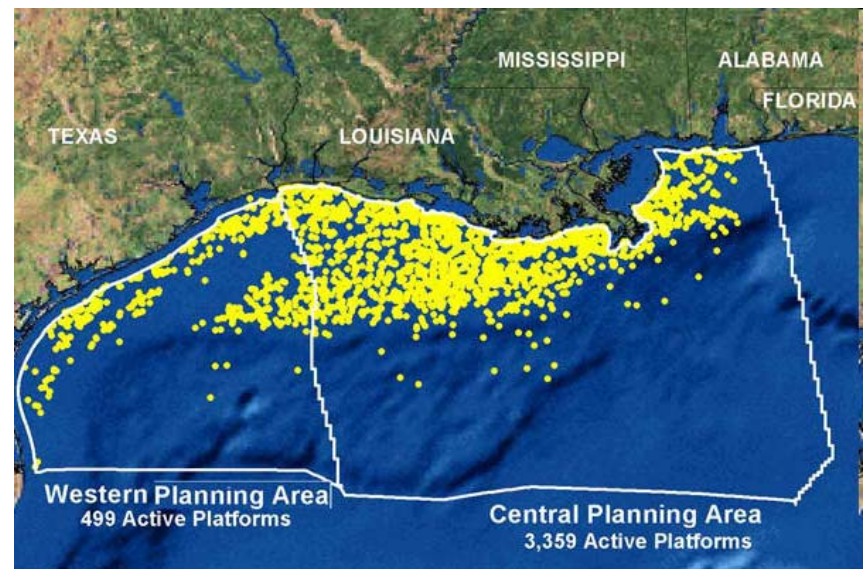 MISSISSIPPI
ALABAMA
FLORIDA
TEXAS
LOUISIANA
Western Planning Area
499 Active Platforms
Central Planning Area
3,359 Active Platforms